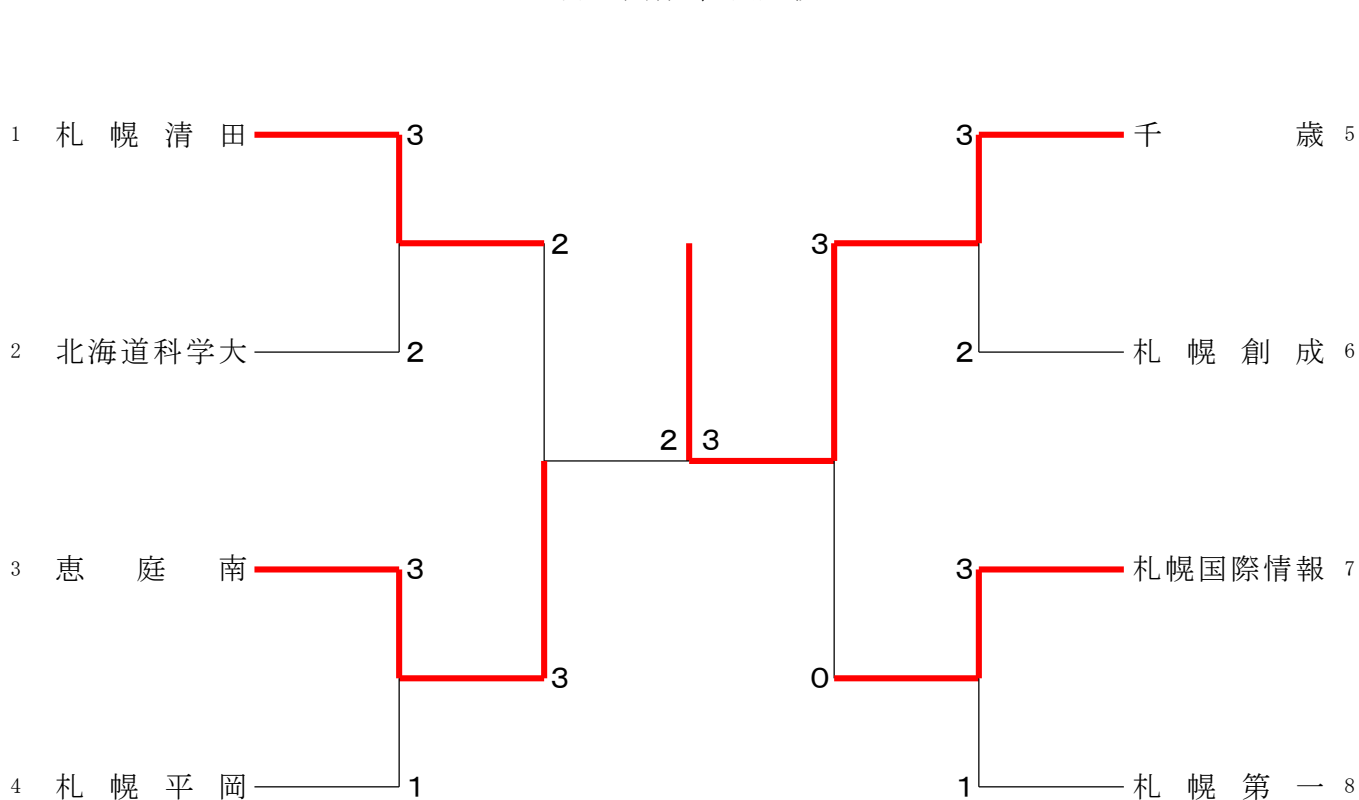 1 札幌清田 3 3 千歳 5
2 3
2 北海道科学大 2 2 札幌創成 6
2 3
3 恵庭南 3 3 札幌国際情報 7
3 0
4 札幌平岡 1 1 札幌第一 8